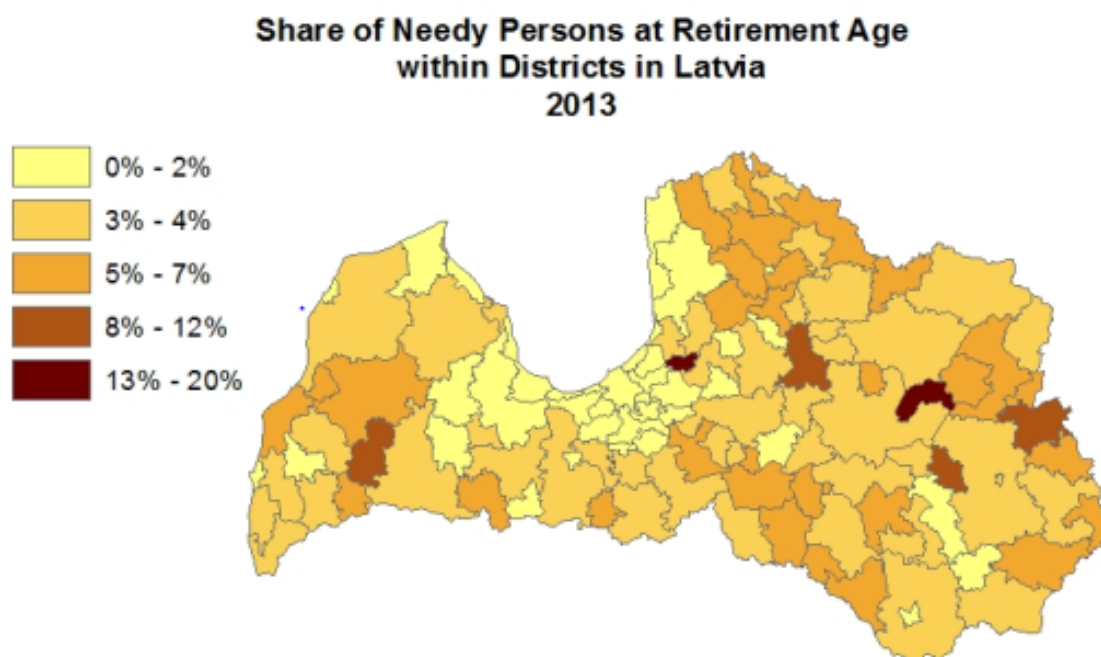 Share of Needy Persons at Retirement Age
within Districts in Latvia
2013
0% - 2%
3% - 4%
5% - 7%
8% - 12%
13% - 20%